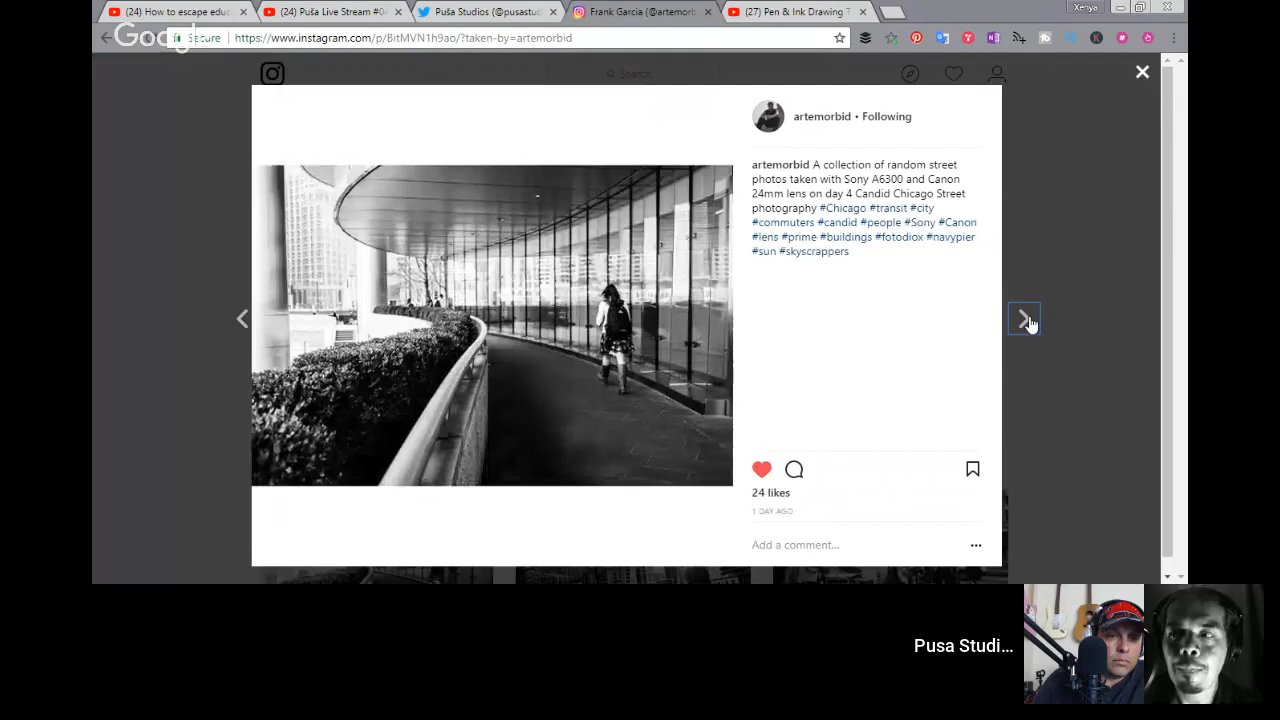 (24) How to escape educ
(24) Puša Live Stream #04
Puša Studios (@pusastud
Frank Garcia (@artemorb
(27) Pen & Ink Drawing T
Xenya
Google
Secure
https://www.instagram.com/p/BitMVN1h9ao/?taken-by=artemorbid
Search
artemorbid • Following
artemorbid A collection of random street
photos taken with Sony A6300 and Canon
24mm lens on day 4 Candid Chicago Street
photography #Chicago #transit #city
#commuters #candid #people #Sony #Canon
#lens #prime #buildings #fotodiox #navypier
#sun #skyscrappers
24 likes
1 DAY AGO
Add a comment...
Pusa Studi...